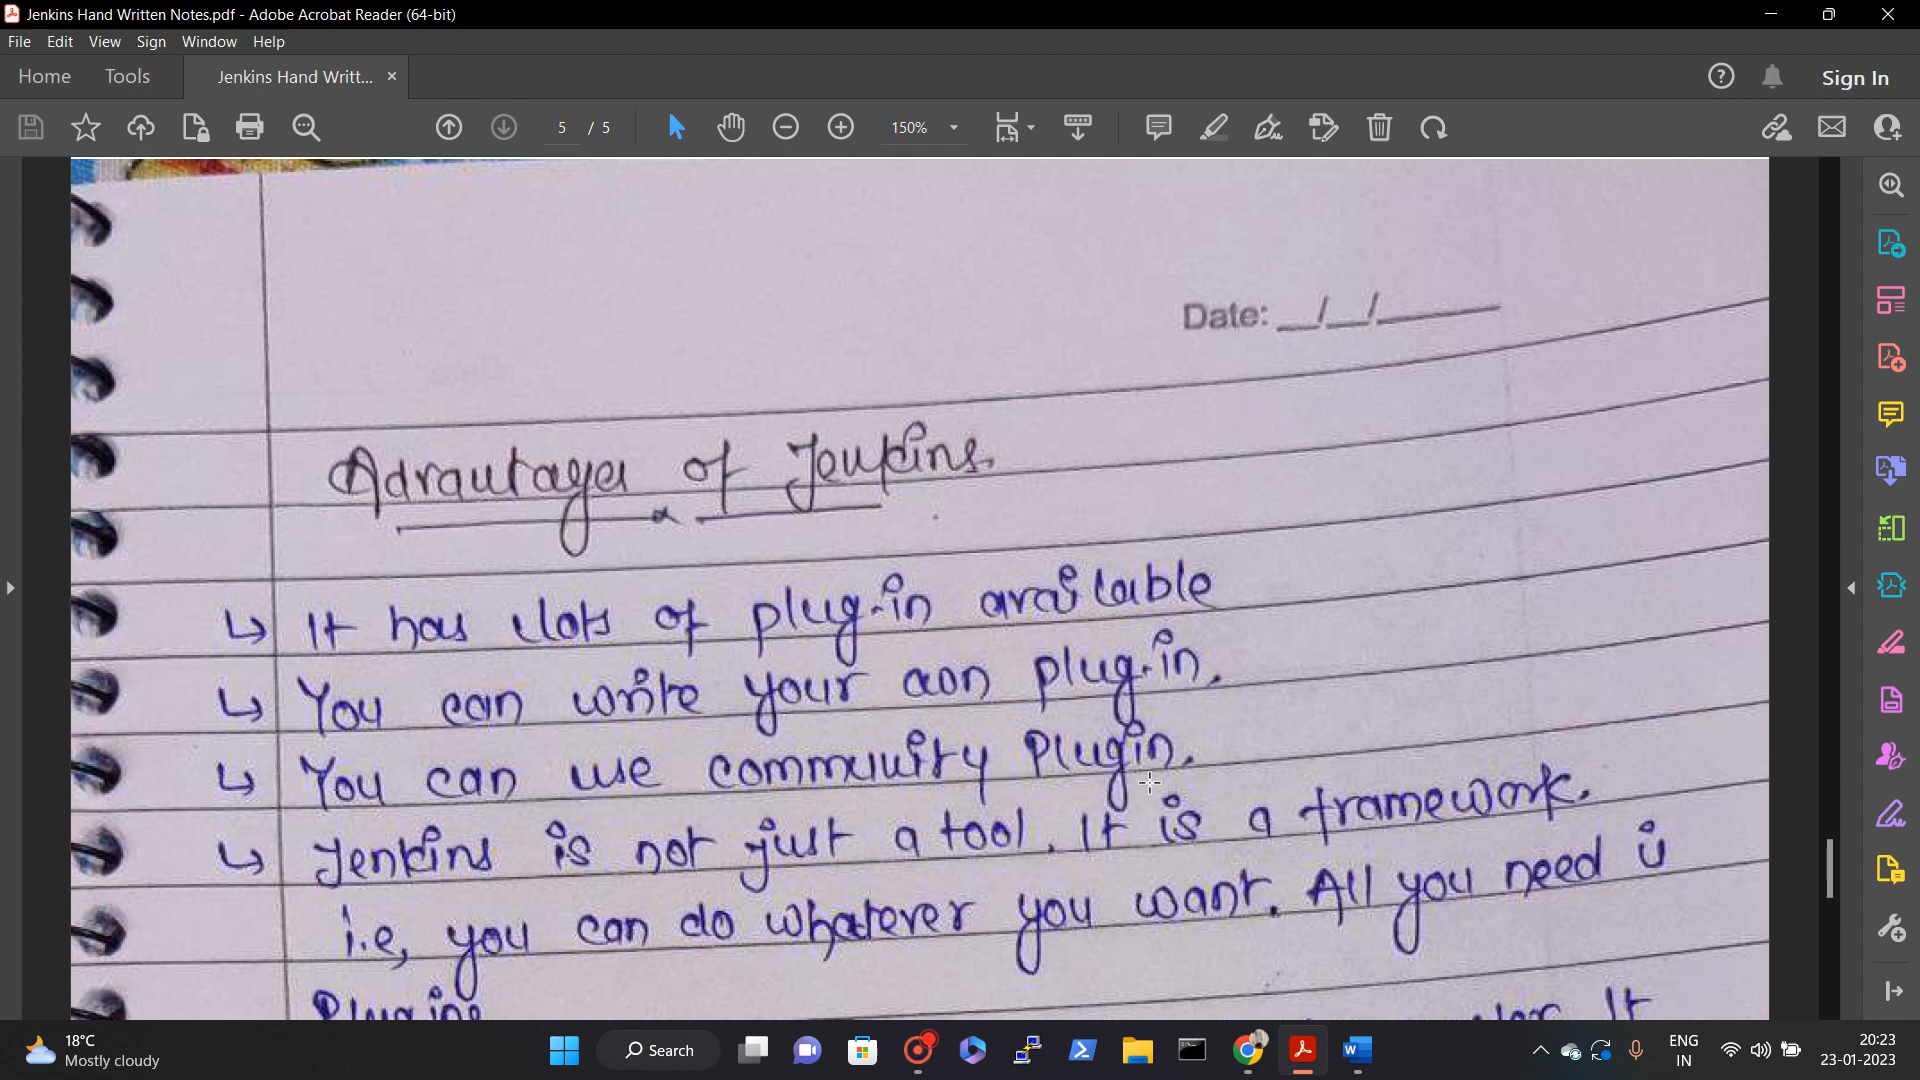 Jenkins Hand Written Notes.pdf - Adobe Acrobat Reader (64-bit)
File Edit View Sign Window Help
Home Tools Jenkins Hand Writt... × Sign In
5 / 5 150%
Date: __/__/______
Advantages of Jenkins.
↳ It has lots of plug-in available
↳ You can write your own plug-in.
↳ You can use community Plugin.
↳ Jenkins is not just a tool. It is a framework.
i.e, you can do whatever you want. All you need is
Plugins
It
18°C
Mostly cloudy
Search
ENG
IN
20:23
23-01-2023